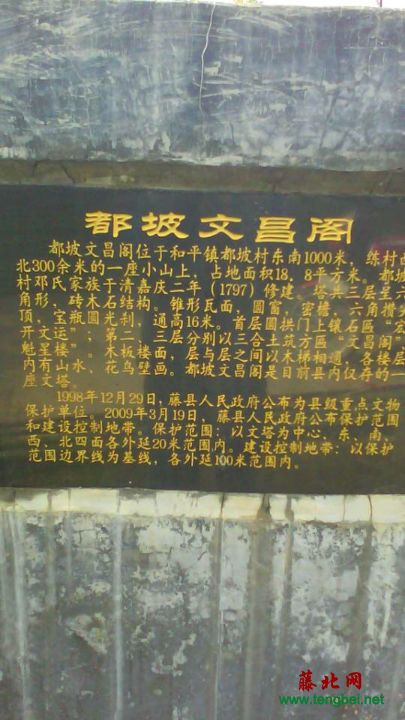 都坡文昌阁
都坡文昌阁位于和平镇都坡村东南1000米，练村西
北300余米的一座小山上，占地面积18．8平方米，都坡
村邓氏家族于清嘉庆二年（1797）修建。塔共三层呈六
角形，砖木石结构。锥形瓦面，圆窗，密檐，六角攒尖
顶，宝瓶圆光刹，通高16米。首层圆拱门上镶石匾“宏
开文运”；第二、三层分别以三合土筑方匾“文昌阁”
魁星楼”。木板楼面，层与层之间以木梯相通，各楼层
内有山水、花鸟壁画。都坡文昌阁是目前县内仅存的一
座文塔。
1998年12月29日，藤县人民政府公布为县级重点文物
保护单位。2009年3月19日，藤县人民政府公布保护范围
和建设控制地带。保护范围：以文塔为中心，东、南、
西、北四面各外延20米范围内。建设控制地带：以保护
范围边界线为基线，各外延100米范围内。
藤北网
www.tengbei.net